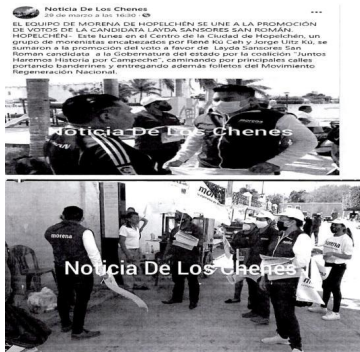 Noticia De Los Chenes
29 de marzo a las 16:30 ·
EL EQUIPO DE MORENA DE HOPELCHÉN SE UNE A LA PROMOCIÓN
DE VOTOS DE LA CANDIDATA LAYDA SANSORES SAN ROMÁN.
HOPELCHÉN- Este lunes en el Centro de la Ciudad de Hopelchén, un
grupo de morenistas encabezados por René Kú Ceh y Jorge Uitz Kú, se
sumaron a la promoción del voto a favor de Layda Sansores San
Roman candidata a la Gobernatura del estado por la coalición "Juntos
Haremos Historia por Campeche", caminando por principales calles
portando banderines y entregando además folletos del Movimiento
Regeneración Nacional.
Noticia De Los Chenes
morena
morena
Noticia De Los Chenes